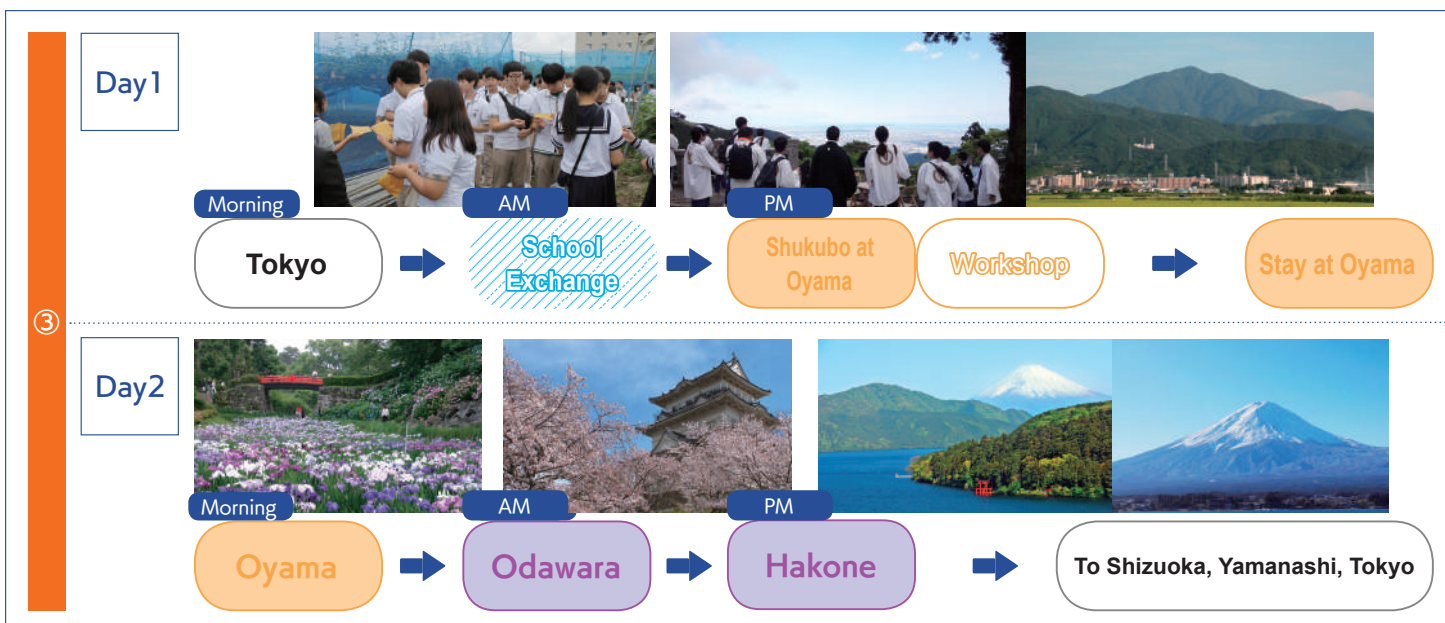 ③
Day1
Morning
AM
PM
Tokyo
School
Exchange
Shukubo at
Oyama
Workshop
Stay at Oyama
Day2
Morning
AM
PM
Oyama
Odawara
Hakone
To Shizuoka, Yamanashi, Tokyo